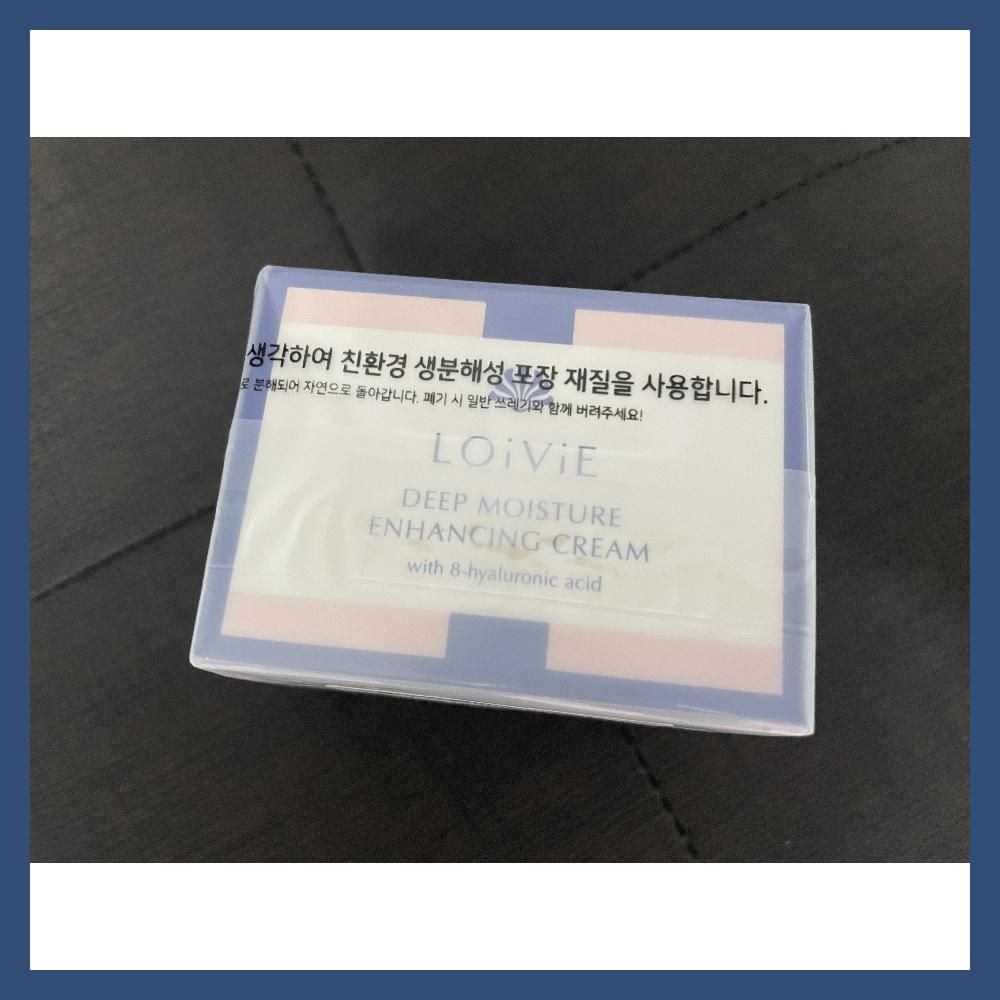 생각하여 친환경 생분해성 포장 재질을 사용합니다.
로 분해되어 자연으로 돌아갑니다. 폐기 시 일반 쓰레기와 함께 버려주세요!
LOiViE
DEEP MOISTURE
ENHANCING CREAM
with 8-hyaluronic acid